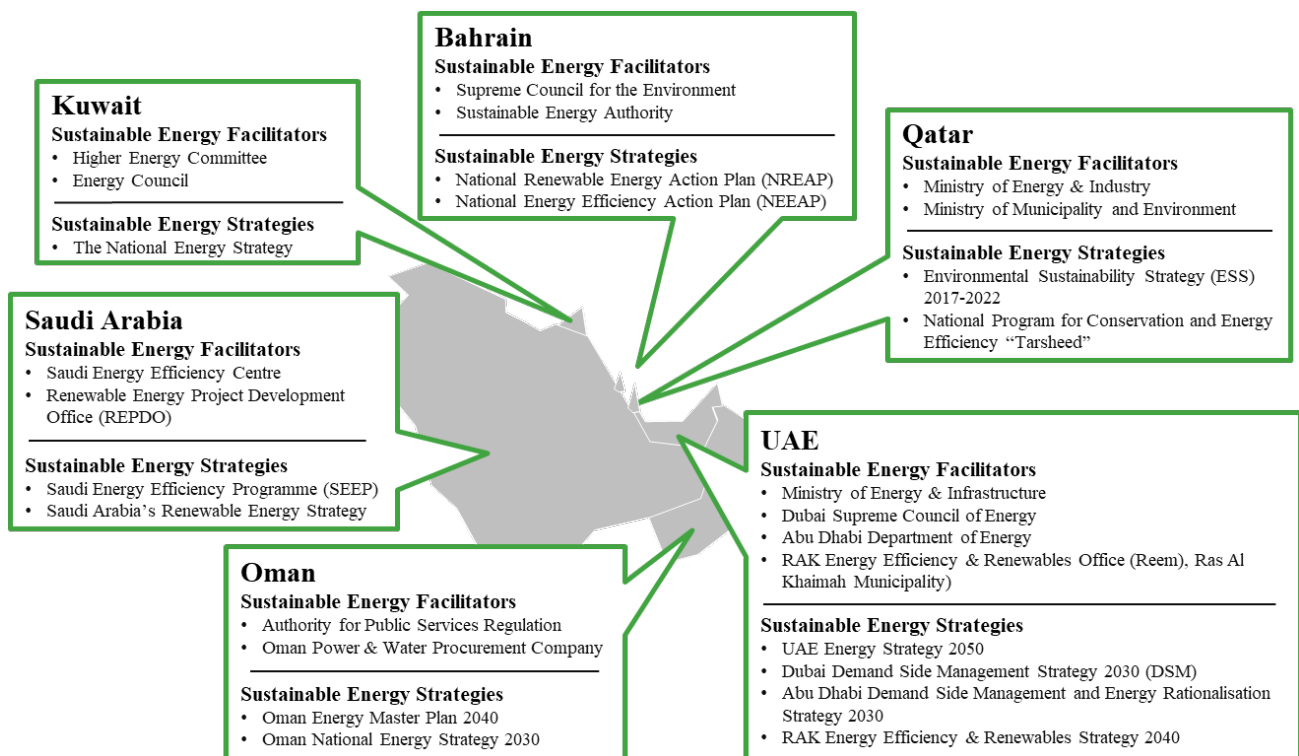 Bahrain
Sustainable Energy Facilitators
• Supreme Council for the Environment
• Sustainable Energy Authority
Sustainable Energy Strategies
• National Renewable Energy Action Plan (NREAP)
• National Energy Efficiency Action Plan (NEEAP)
Kuwait
Sustainable Energy Facilitators
• Higher Energy Committee
• Energy Council
Sustainable Energy Strategies
• The National Energy Strategy
Qatar
Sustainable Energy Facilitators
• Ministry of Energy & Industry
• Ministry of Municipality and Environment
Sustainable Energy Strategies
• Environmental Sustainability Strategy (ESS)
2017-2022
• National Program for Conservation and Energy
Efficiency “Tarsheed”
Saudi Arabia
Sustainable Energy Facilitators
• Saudi Energy Efficiency Centre
• Renewable Energy Project Development
Office (REPDO)
Sustainable Energy Strategies
• Saudi Energy Efficiency Programme (SEEP)
• Saudi Arabia’s Renewable Energy Strategy
UAE
Sustainable Energy Facilitators
• Ministry of Energy & Infrastructure
• Dubai Supreme Council of Energy
• Abu Dhabi Department of Energy
• RAK Energy Efficiency & Renewables Office (Reem), Ras Al
Khaimah Municipality)
Sustainable Energy Strategies
• UAE Energy Strategy 2050
• Dubai Demand Side Management Strategy 2030 (DSM)
• Abu Dhabi Demand Side Management and Energy Rationalisation
Strategy 2030
• RAK Energy Efficiency & Renewables Strategy 2040
Oman
Sustainable Energy Facilitators
• Authority for Public Services Regulation
• Oman Power & Water Procurement Company
Sustainable Energy Strategies
• Oman Energy Master Plan 2040
• Oman National Energy Strategy 2030